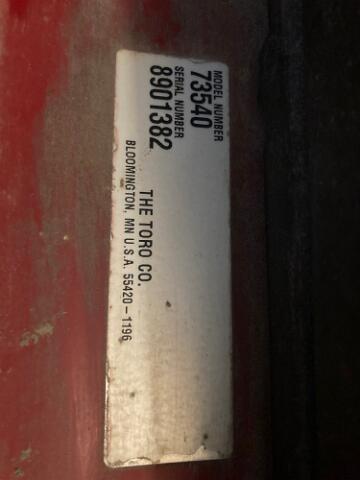 MODEL NUMBER
73540
SERIAL NUMBER
8901382
THE TORO CO.
BLOOMINGTON, MN U.S.A. 55420-1196